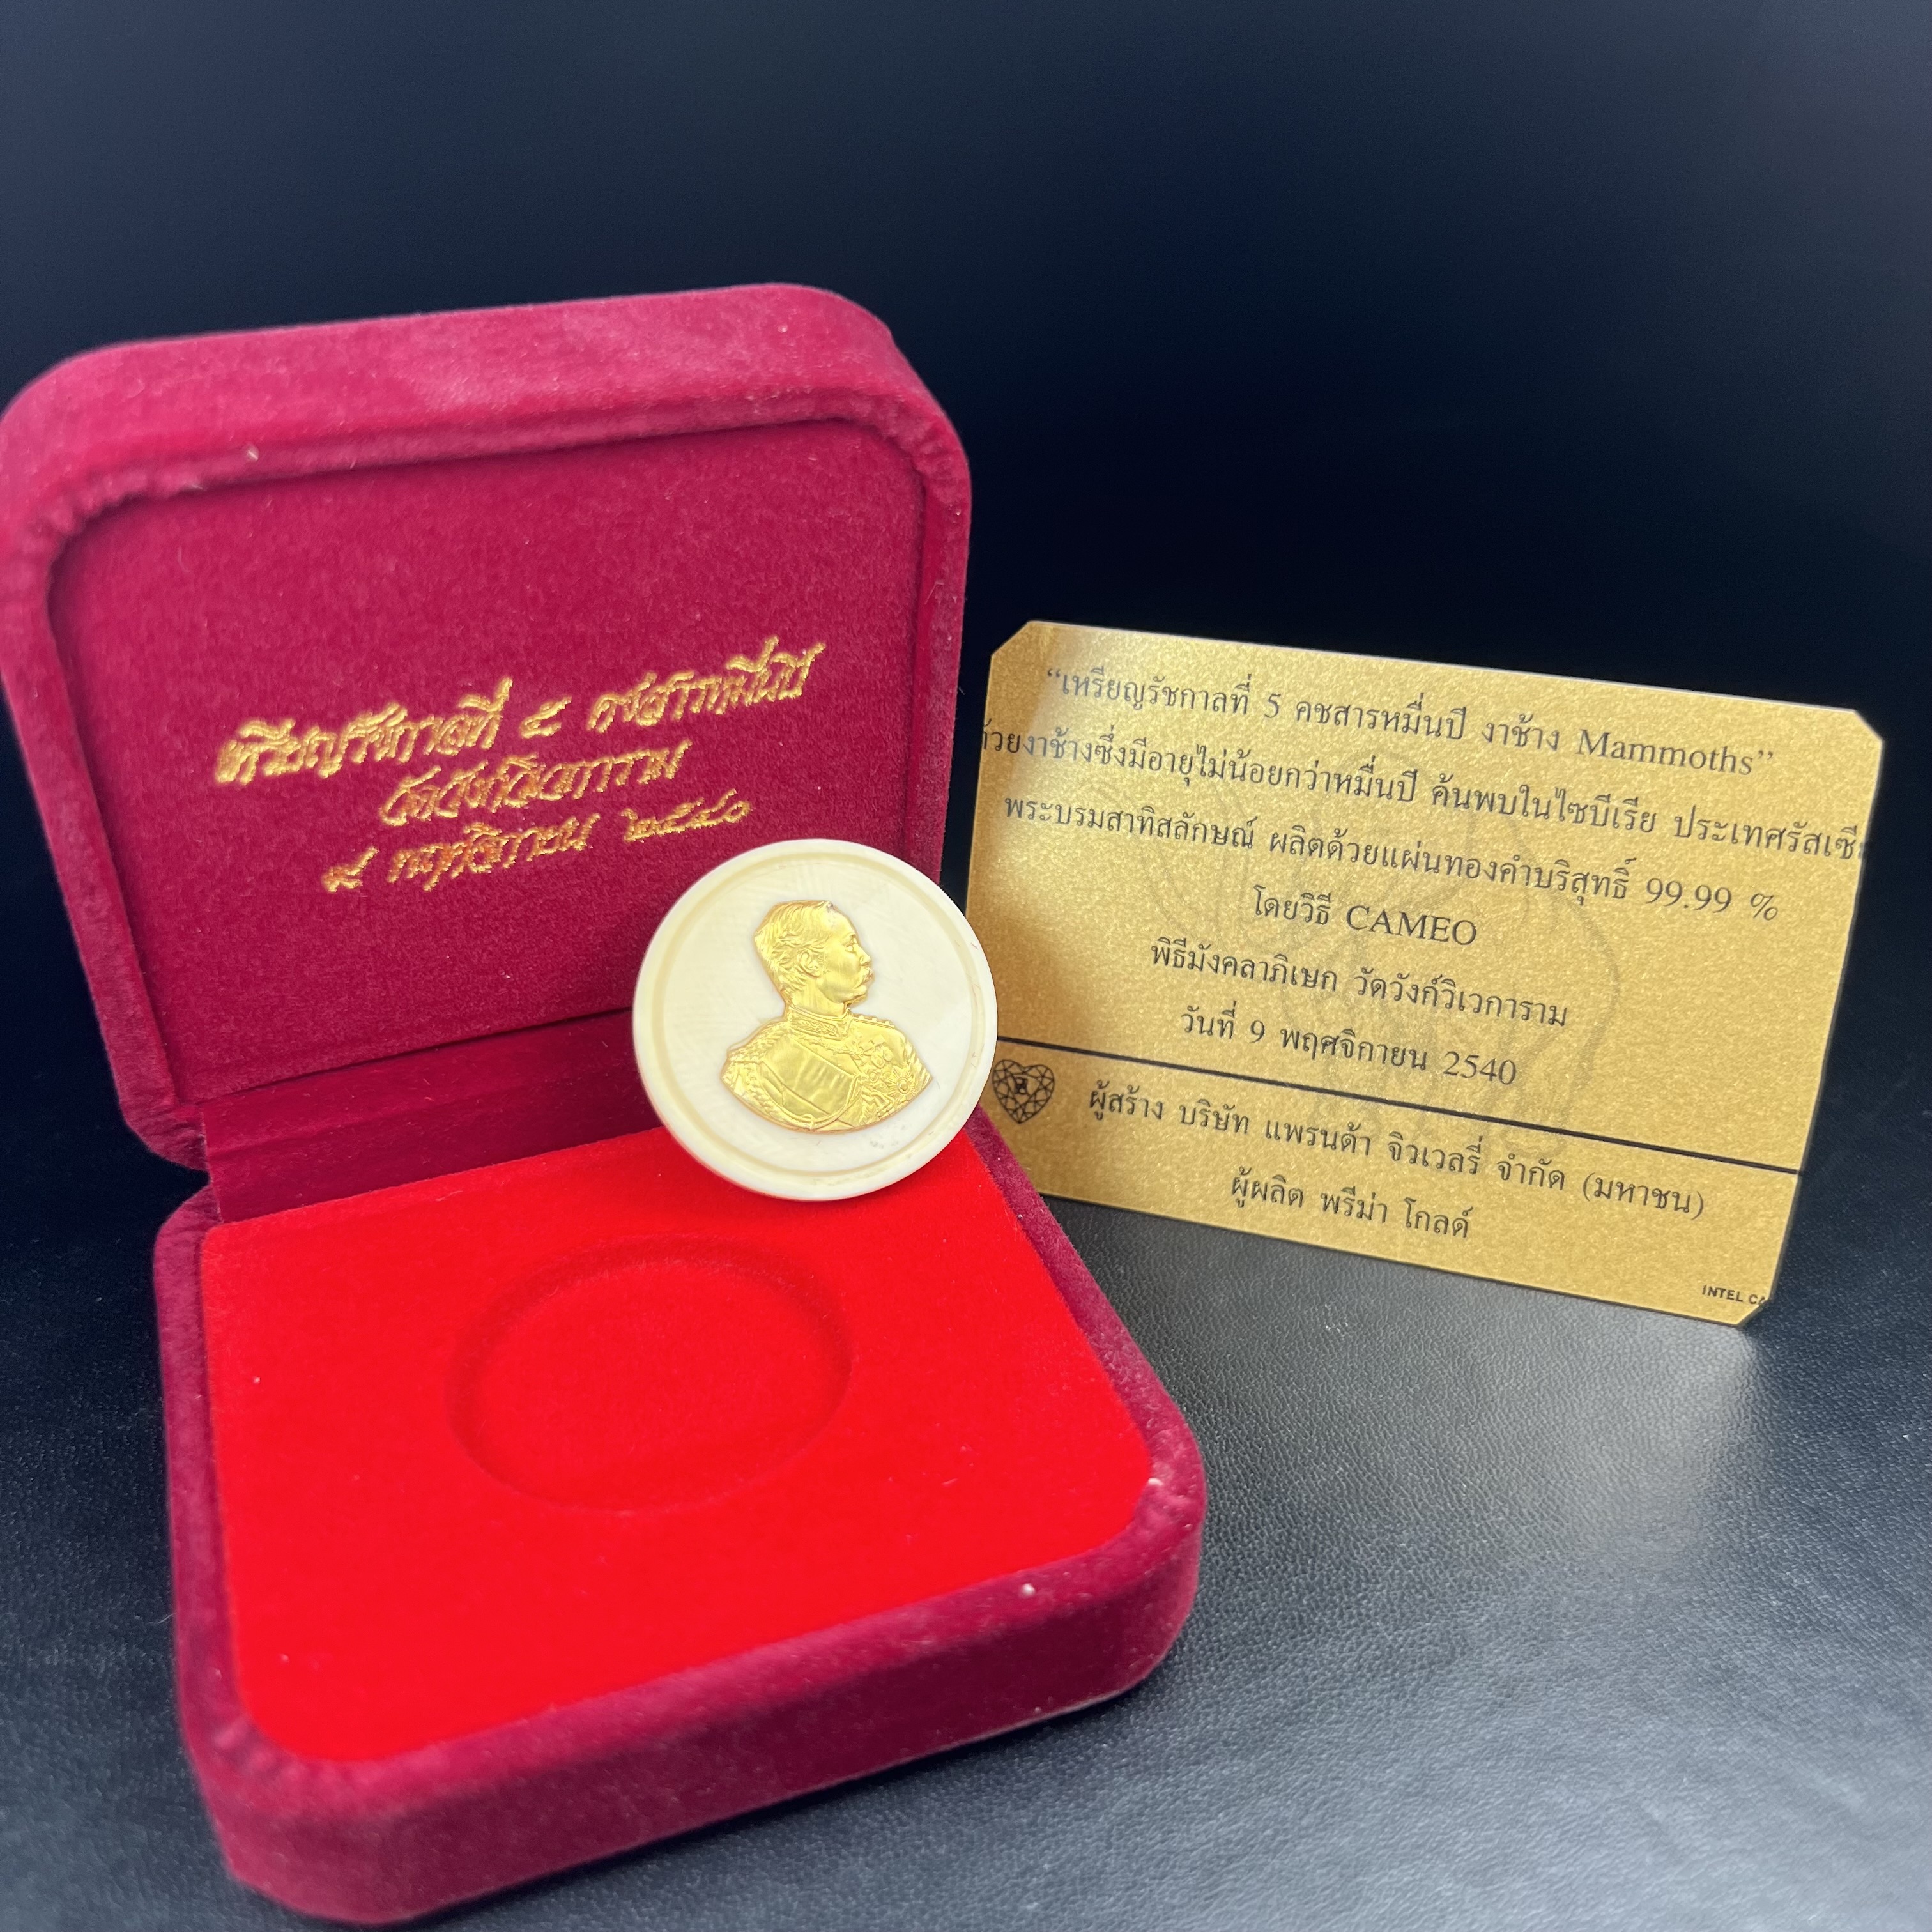 เหรียญรัชกาลที่ ๕ คชสารหมื่นปี
วัดวังก์วิเวการาม
๙ พฤศจิกายน ๒๕๔๐
“เหรียญรัชกาลที่ 5 คชสารหมื่นปี งาช้าง Mammoths”
ด้วยงาช้างซึ่งมีอายุไม่น้อยกว่าหมื่นปี ค้นพบในไซบีเรีย ประเทศรัสเซี
พระบรมสาทิสลักษณ์ ผลิตด้วยแผ่นทองคำบริสุทธิ์ 99.99 %
โดยวิธี CAMEO
พิธีมังคลาภิเษก วัดวังก์วิเวการาม
วันที่ 9 พฤศจิกายน 2540
ผู้สร้าง บริษัท แพรนด้า จิวเวลรี่ จำกัด (มหาชน)
ผู้ผลิต พรีม่า โกลด์
INTEL CA